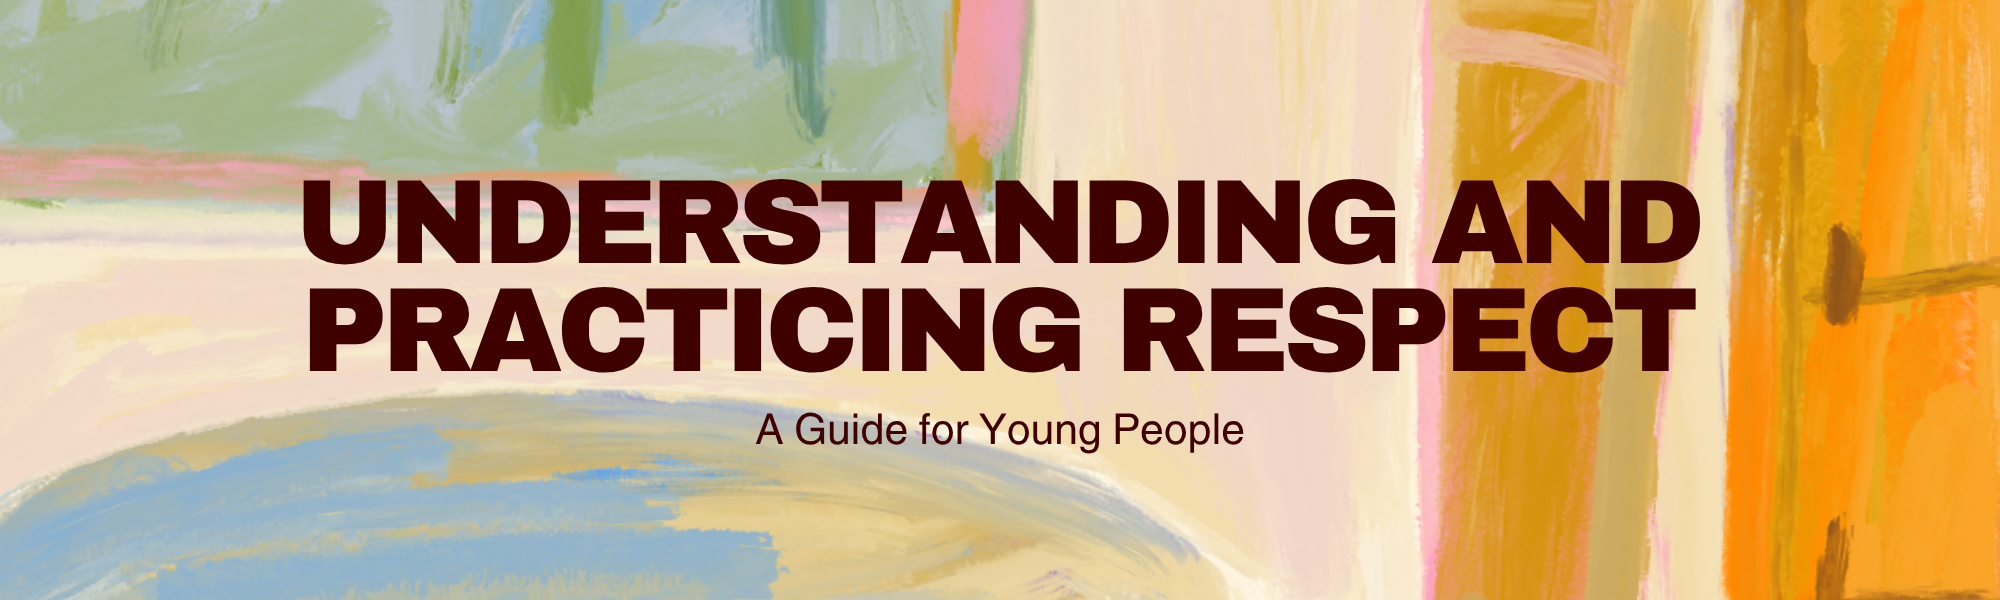 UNDERSTANDING AND
PRACTICING RESPECT
A Guide for Young People